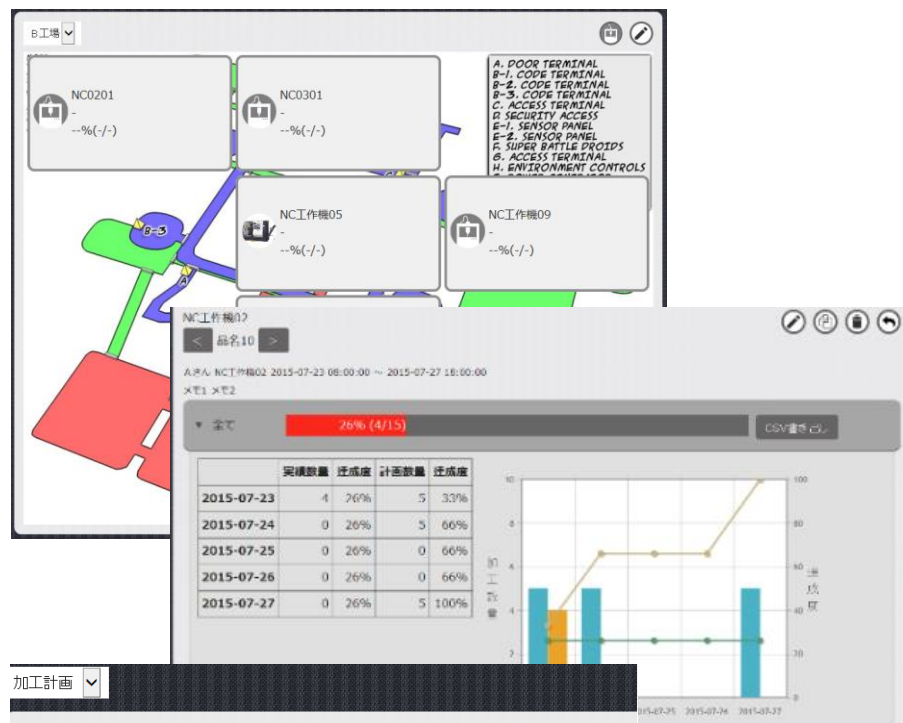 B工場
NC0201
-
--%(-/-)
NC0301
-
--%(-/-)
A. DOOR TERMINAL
B-1. CODE TERMINAL
B-2. CODE TERMINAL
B-3. CODE TERMINAL
C. ACCESS TERMINAL
D. SECURITY ACCESS
E-1. SENSOR PANEL
E-2. SENSOR PANEL
F. SUPER BATTLE DROIDS
G. ACCESS TERMINAL
H. ENVIRONMENT CONTROLS
NC工作機05
-
--%(-/-)
NC工作機09
-
--%(-/-)
B-3
A
NC工作機02
< 品名10 >
Aさん NC工作機02 2015-07-23 08:00:00 ～ 2015-07-27 18:00:00
メモ1 メモ2
▼ 全て 26% (4/15) CSV書き出し
実績数量 達成度 計画数量 達成度
2015-07-23 4 26% 5 33%
2015-07-24 0 26% 5 66%
2015-07-25 0 26% 0 66%
2015-07-26 0 26% 0 66%
2015-07-27 0 26% 5 100%
10 100
8 80
6 60
4 40
2 20
0
達成度
2015-07-25 2015-07-26 2015-07-27
加工計画